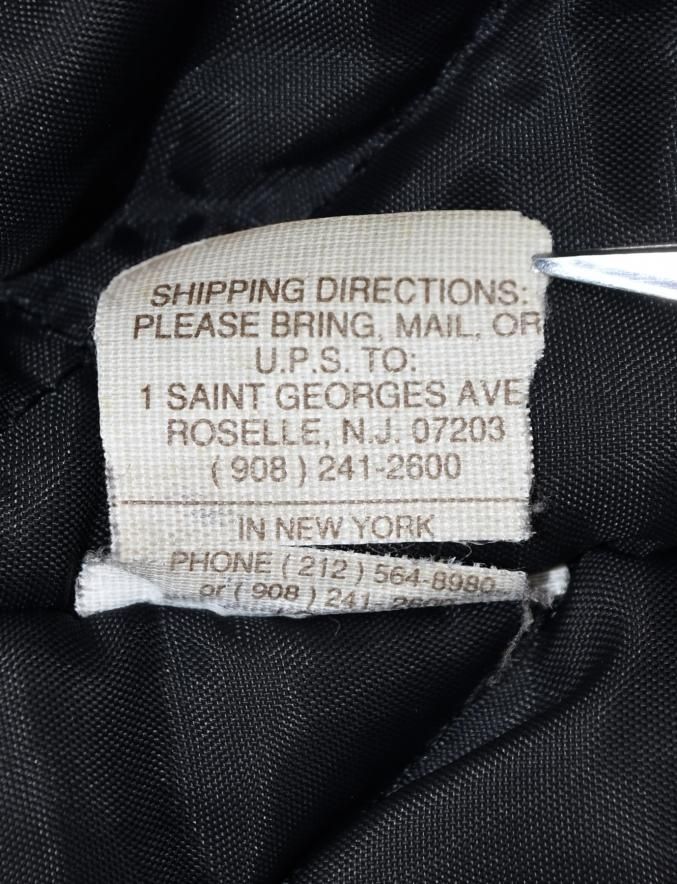 SHIPPING DIRECTIONS:
PLEASE BRING, MAIL, OR
U.P.S. TO:
1 SAINT GEORGES AVE
ROSELLE, N.J. 07203
( 908 ) 241-2600
IN NEW YORK
PHONE ( 212 ) 564-8980
or ( 908 ) 241